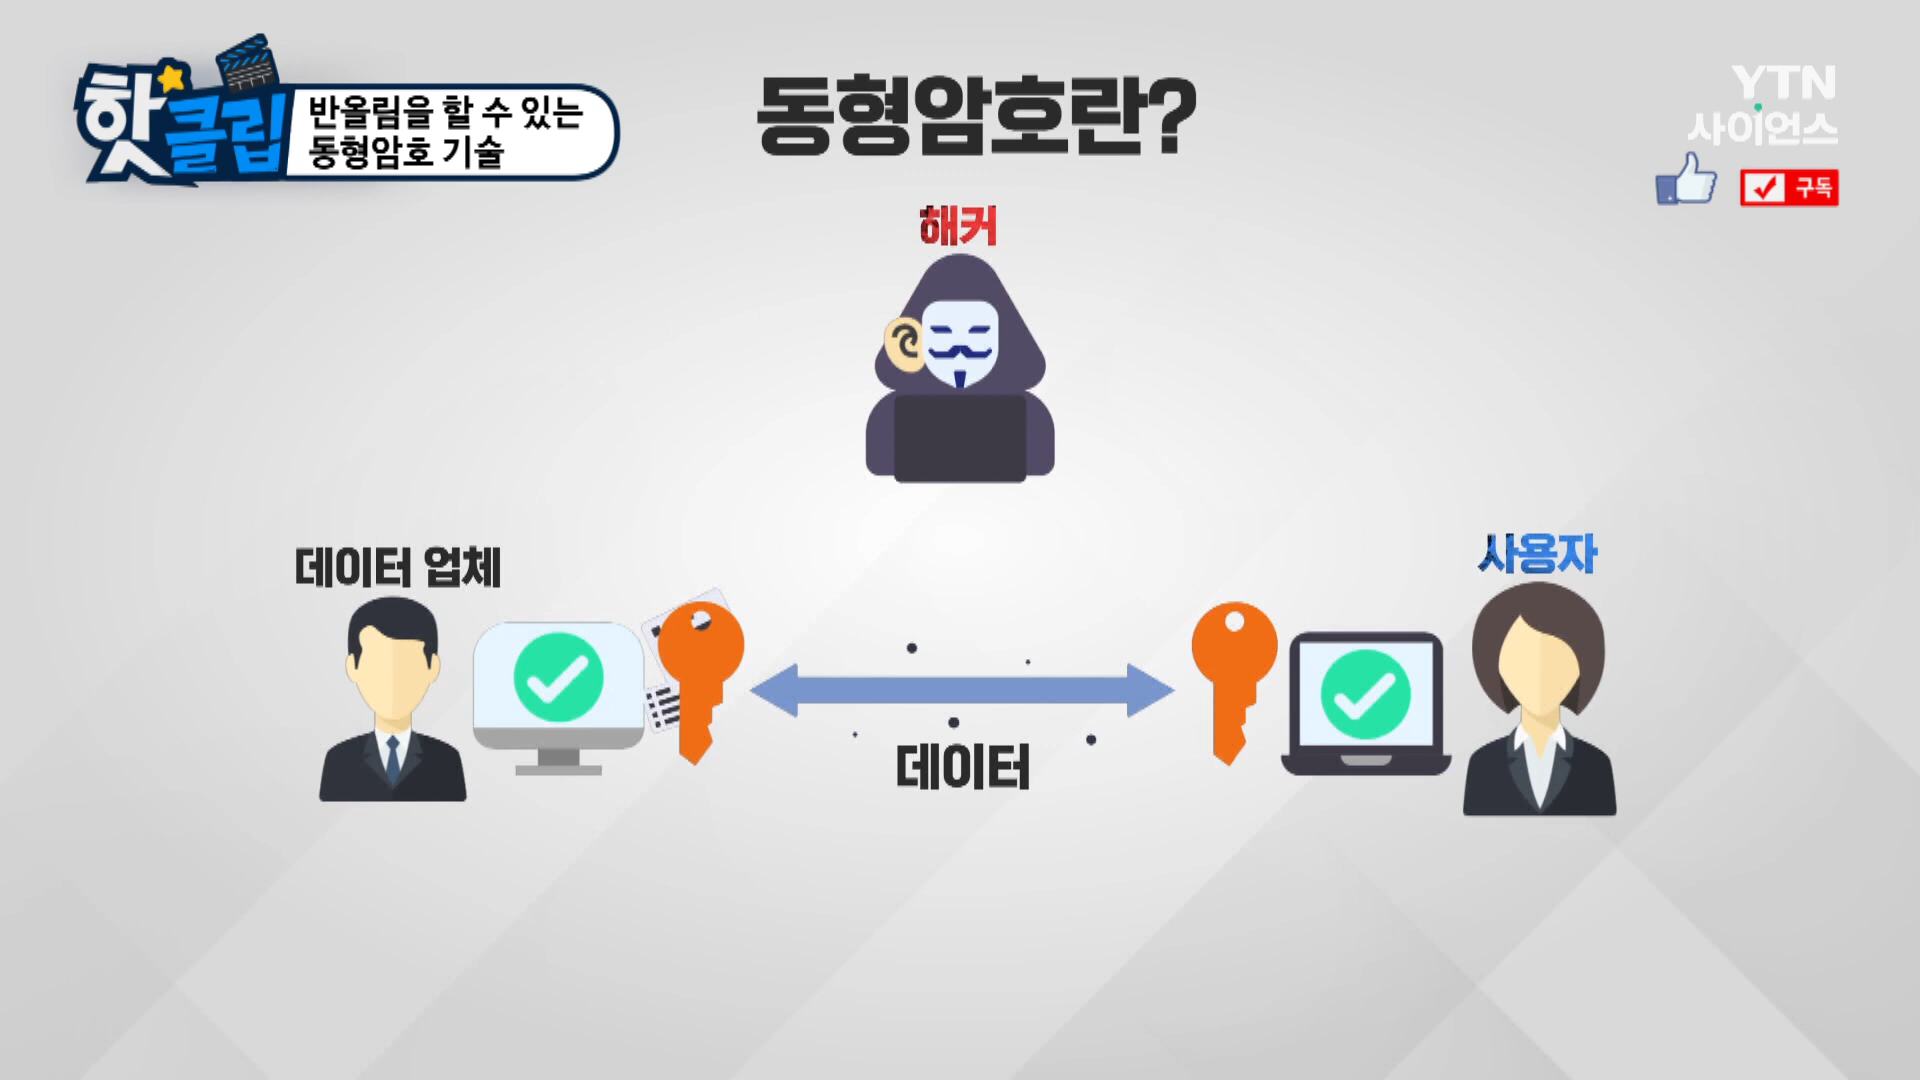 핫클립
반올림을 할 수 있는
동형암호 기술
동형암호란?
YTN
사이언스
구독
해커
데이터 업체
사용자
데이터